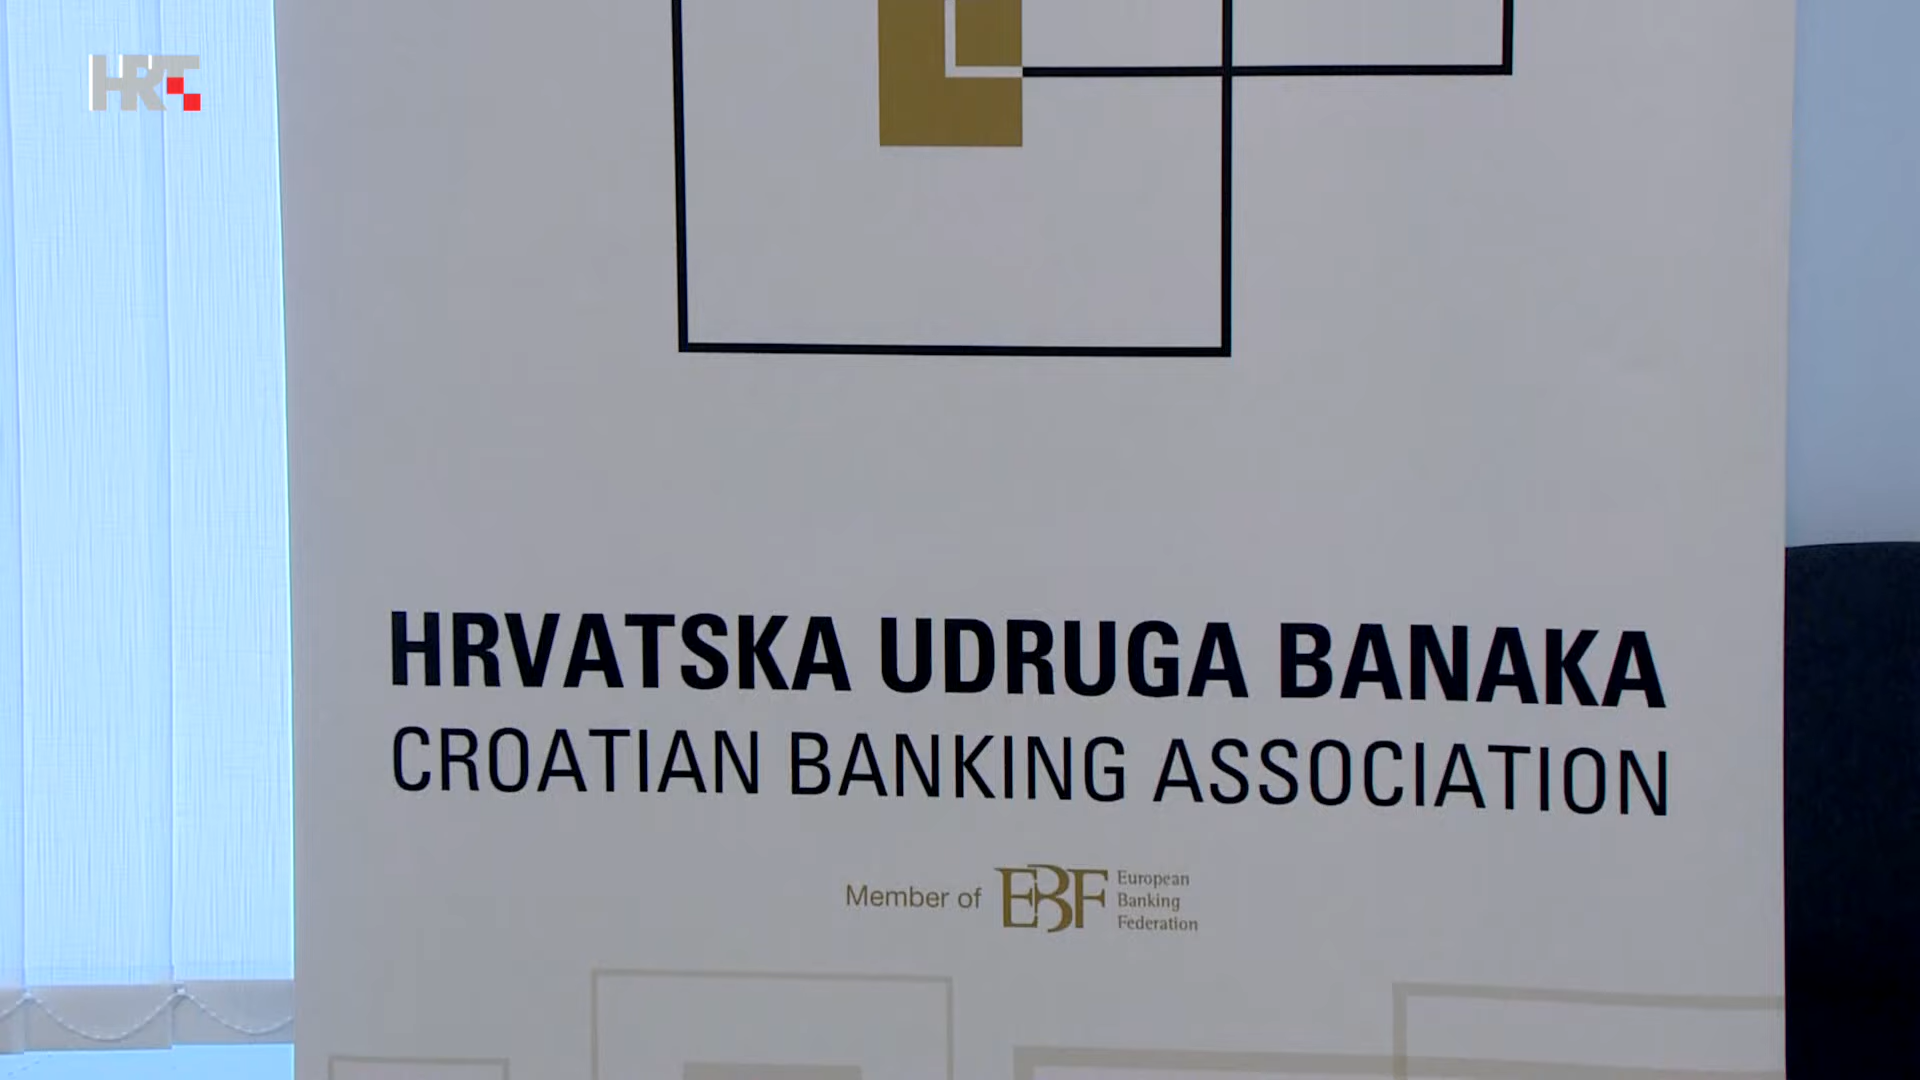 HRT
HRVATSKA UDRUGA BANAKA
CROATIAN BANKING ASSOCIATION
Member of EBF European
Banking
Federation